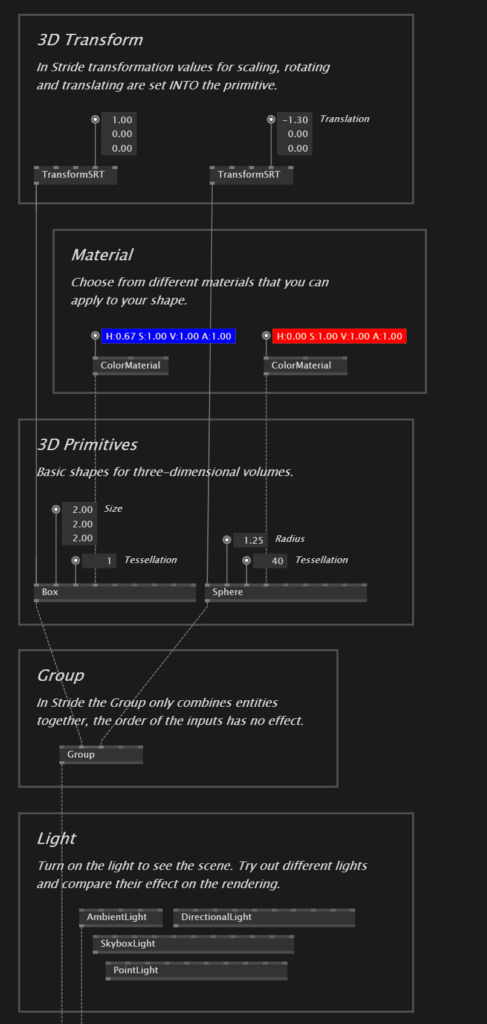 3D Transform
In Stride transformation values for scaling, rotating
and translating are set INTO the primitive.
1.00
0.00
0.00
-1.30
0.00
0.00
Translation
TransformSRT
TransformSRT
Material
Choose from different materials that you can
apply to your shape.
H:0.67 S:1.00 V:1.00 A:1.00
H:0.00 S:1.00 V:1.00 A:1.00
ColorMaterial
ColorMaterial
3D Primitives
Basic shapes for three-dimensional volumes.
2.00
2.00
2.00
Size
1.25
Radius
1
Tessellation
40
Tessellation
Box
Sphere
Group
In Stride the Group only combines entities
together, the order of the inputs has no effect.
Group
Light
Turn on the light to see the scene. Try out different lights
and compare their effect on the rendering.
AmbientLight
DirectionalLight
SkyboxLight
PointLight